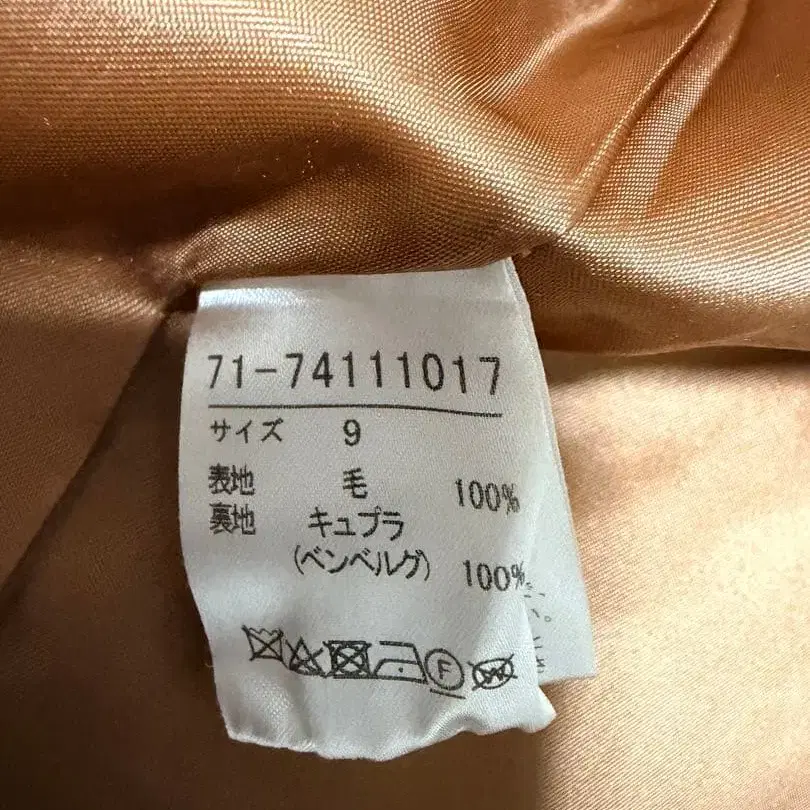 71-74111017
サイズ 9
表地 毛 100%
裏地 キュプラ
(ベンベルグ) 100%
F
W